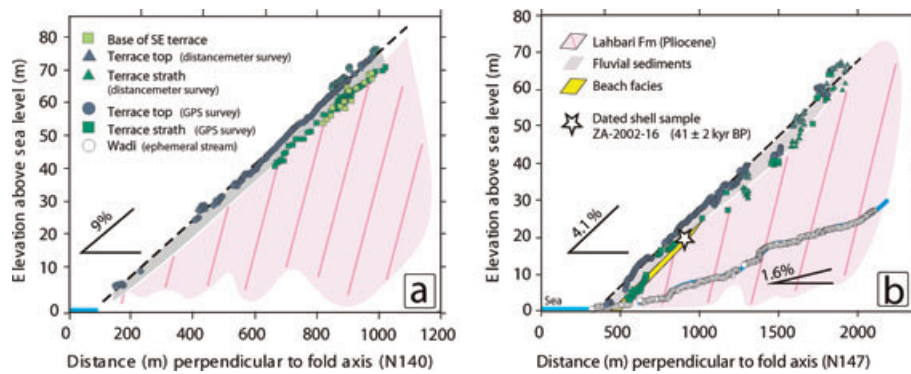 Elevation above sea level (m)
80
70
60
50
40
30
20
10
0
Base of SE terrace
Terrace top (distancemeter survey)
Terrace strath
(distancemeter survey)
Terrace top (GPS survey)
Terrace strath (GPS survey)
Wadi (ephemeral stream)
9%
a
0 200 400 600 800 1000 1200
Distance (m) perpendicular to fold axis (N140)
Elevation above sea level (m)
80
70
60
50
40
30
20
10
0
Lahbari Fm (Pliocene)
Fluvial sediments
Beach facies
Dated shell sample
ZA-2002-16 (41 ± 2 kyr BP)
4.1%
1.6%
Sea
b
0 500 1000 1500 2000
Distance (m) perpendicular to fold axis (N147)